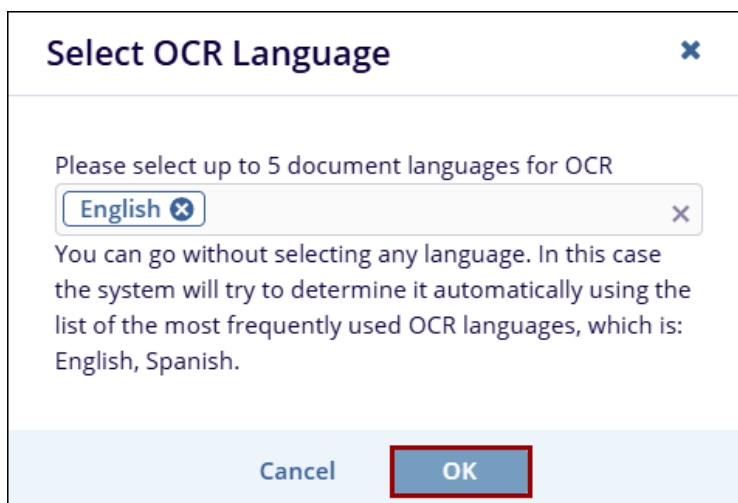 Select OCR Language
Please select up to 5 document languages for OCR
English
You can go without selecting any language. In this case
the system will try to determine it automatically using the
list of the most frequently used OCR languages, which is:
English, Spanish.
Cancel OK